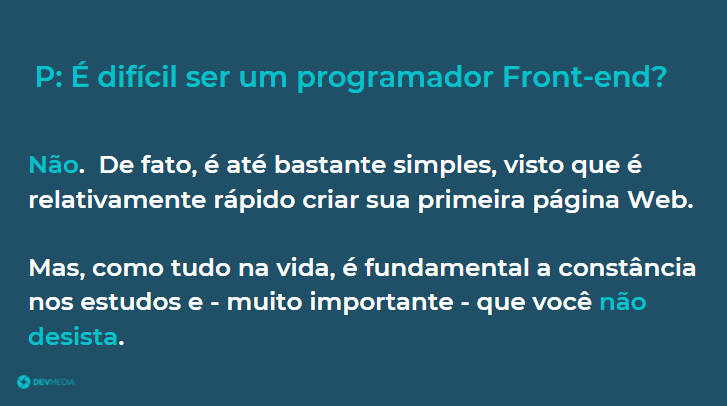 P: É difícil ser um programador Front-end?
Não.  De fato, é até bastante simples, visto que é
relativamente rápido criar sua primeira página Web.
Mas, como tudo na vida, é fundamental a constância
nos estudos e - muito importante - que você não
desista.
DEVMEDIA